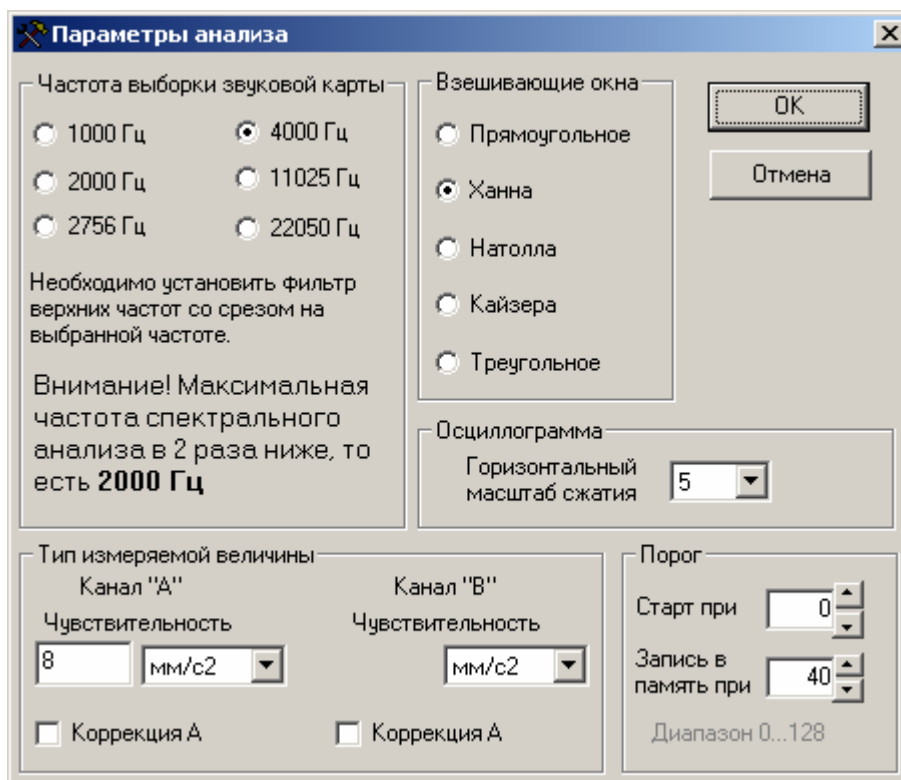 Параметры анализа
Частота выборки звуковой карты
1000 Гц
4000 Гц
2000 Гц
11025 Гц
2756 Гц
22050 Гц
Необходимо установить фильтр
верхних частот со срезом на
выбранной частоте.
Внимание! Максимальная
частота спектрального
анализа в 2 раза ниже, то
есть 2000 Гц
Взешивающие окна
Прямоугольное
Ханна
Натолла
Кайзера
Треугольное
OK
Отмена
Осциллограмма
Горизонтальный
масштаб сжатия
5
Тип измеряемой величины
Канал "А"
Канал "В"
Чувствительность
Чувствительность
8
мм/с2
мм/с2
Коррекция А
Коррекция А
Порог
Старт при
0
Запись в
память при
40
Диапазон 0...128